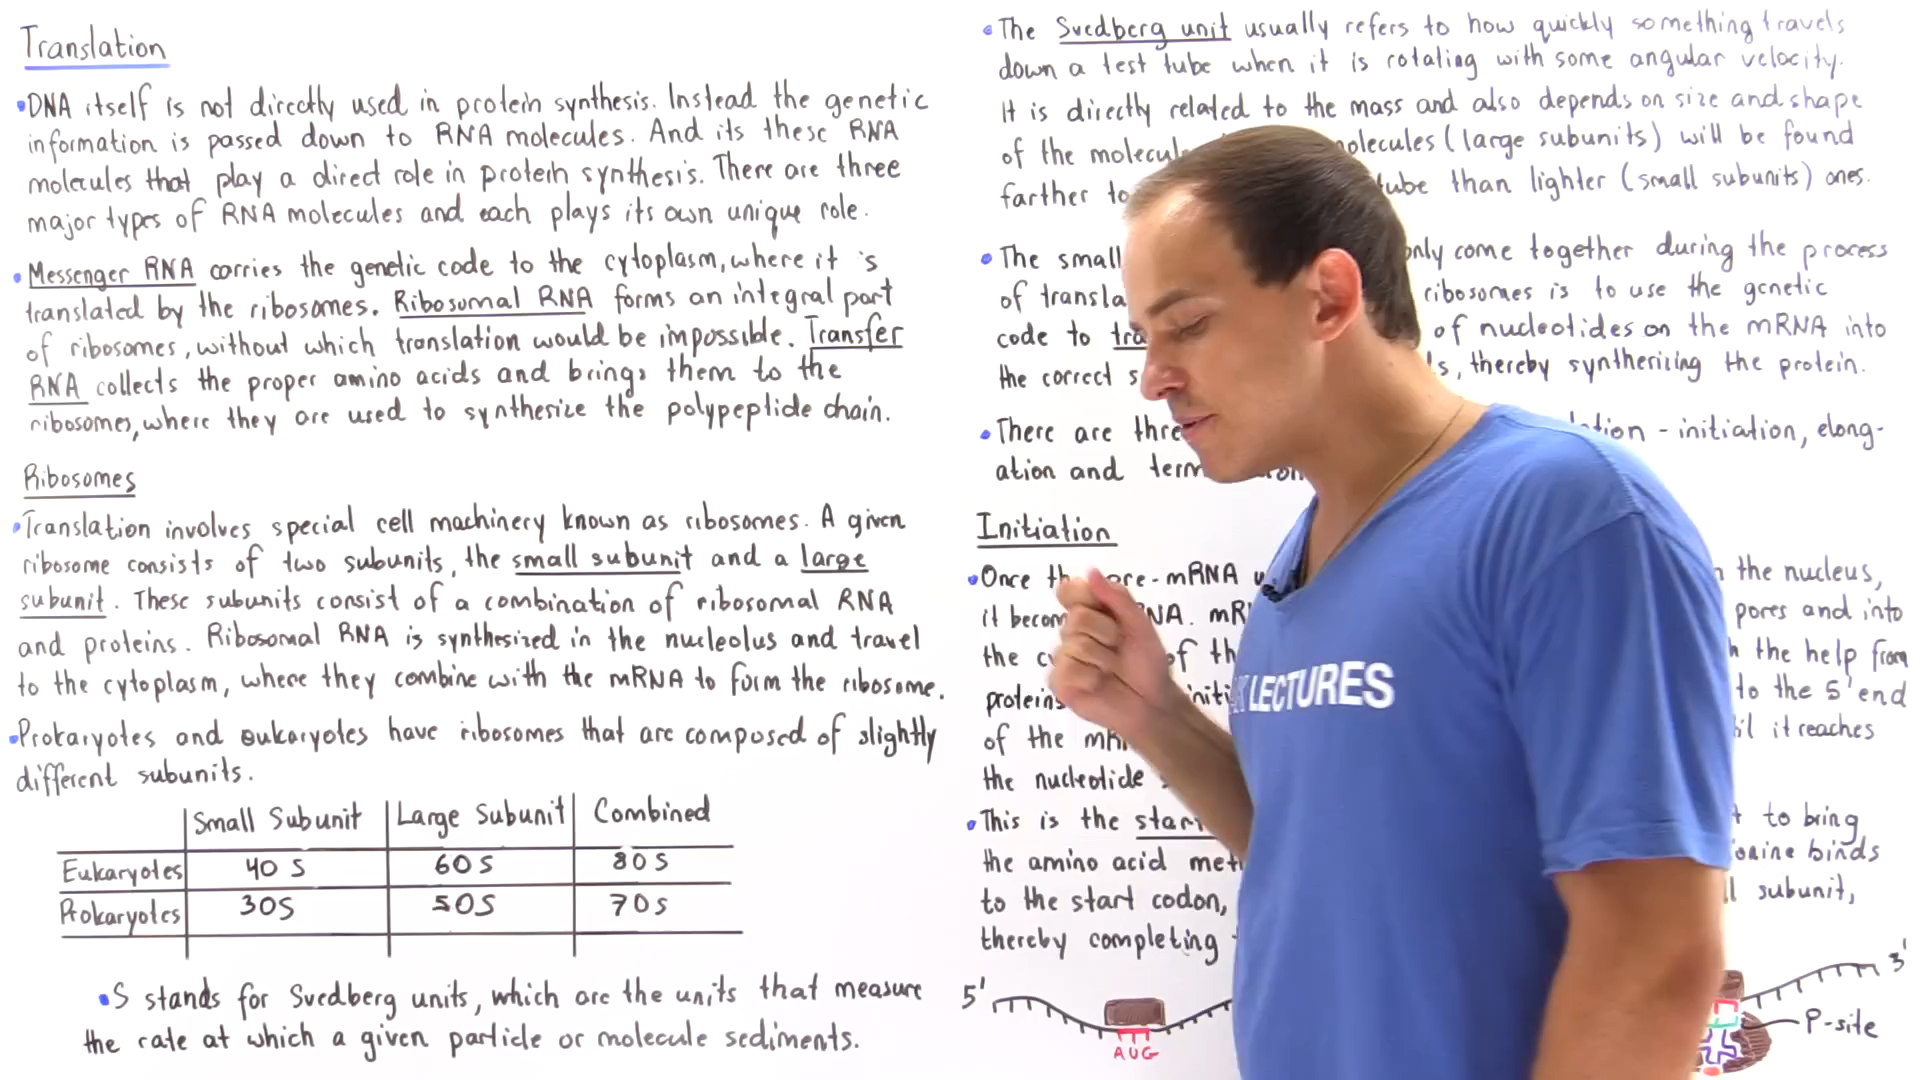 Translation
•DNA itself is not directly used in protein synthesis. Instead the genetic
information is passed down to RNA molecules. And its these RNA
molecules that play a direct role in protein synthesis. There are three
major types of RNA molecules and each plays its own unique role.
•Messenger RNA carries the genetic code to the cytoplasm, where it is
translated by the ribosomes. Ribosomal RNA forms an integral part
of ribosomes, without which translation would be impossible. Transfer
RNA collects the proper amino acids and brings them to the
ribosomes, where they are used to synthesize the polypeptide chain.
Ribosomes
•Translation involves special cell machinery known as ribosomes. A given
ribosome consists of two subunits, the small subunit and a large
subunit. These subunits consist of a combination of ribosomal RNA
and proteins. Ribosomal RNA is synthesized in the nucleolus and travel
to the cytoplasm, where they combine with the mRNA to form the ribosome.
•Prokaryotes and eukaryotes have ribosomes that are composed of slightly
different subunits.
Small Subunit Large Subunit Combined
Eukaryotes 40 S 60 S 80 S
Prokaryotes 30S 50S 70S
•S stands for Svedberg units, which are the units that measure
the rate at which a given particle or molecule sediments.
•The Svedberg unit usually refers to how quickly something travels
down a test tube when it is rotating with some angular velocity.
It is directly related to the mass and also depends on size and shape
of the molecules (large subunits) will be found
farther tube than lighter (small subunits) ones.
•The small only come together during the process
of ribosomes is to use the genetic
code to of nucleotides on the mRNA into
the correct thereby synthesizing the protein.
•There are - initiation, elong-
ation and
Initiation
•Once pre-mRNA the nucleus,
it pores and into
the of the help from
proteins to the 5' end
of the it reaches
the nucleotide
•This is the to bring
the amino acid binds
to the start codon, subunit,
thereby completing
5' 3'
AUG
P-site
LECTURES